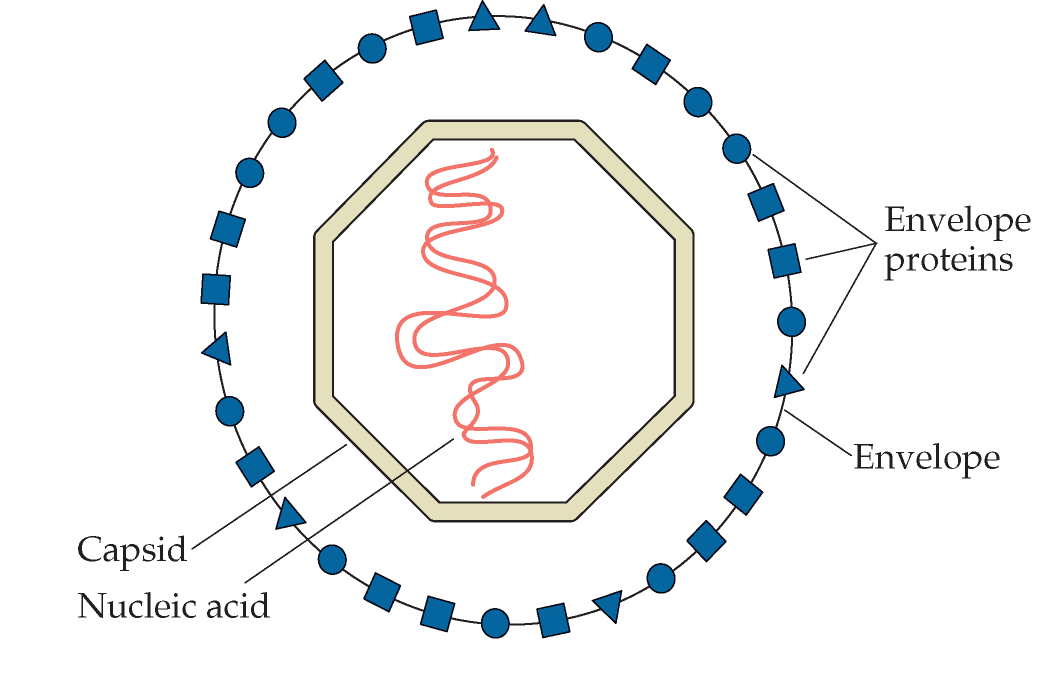 Envelope
proteins
Envelope
Capsid
Nucleic acid